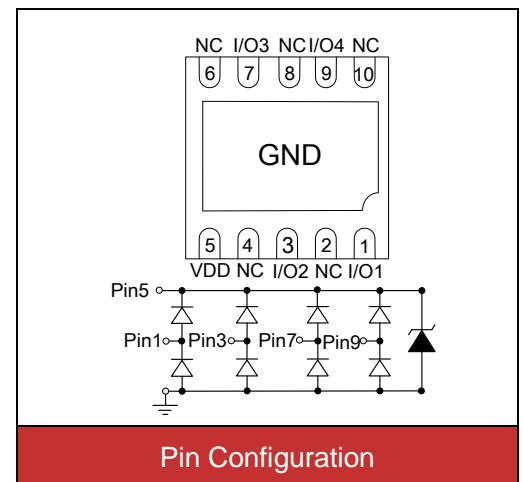 NC I/O3 NC I/O4 NC
6 7 8 9 10
GND
5 4 3 2 1
VDD NC I/O2 NC I/O1
Pin5
Pin1 Pin3 Pin7 Pin9
Pin Configuration